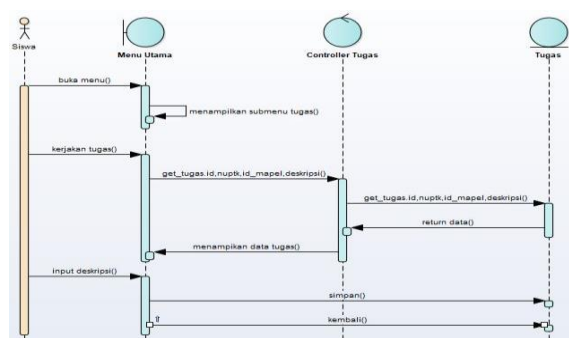 Siswa
Menu Utama
Controller Tugas
Tugas
buka menu()
menampilkan submenu tugas()
kerjakan tugas()
get_tugas.id,nuptk,id_mapel,deskripsi()
get_tugas.id,nuptk,id_mapel,deskripsi()
return data()
menampikan data tugas()
input deskripsi()
simpan()
kembali()